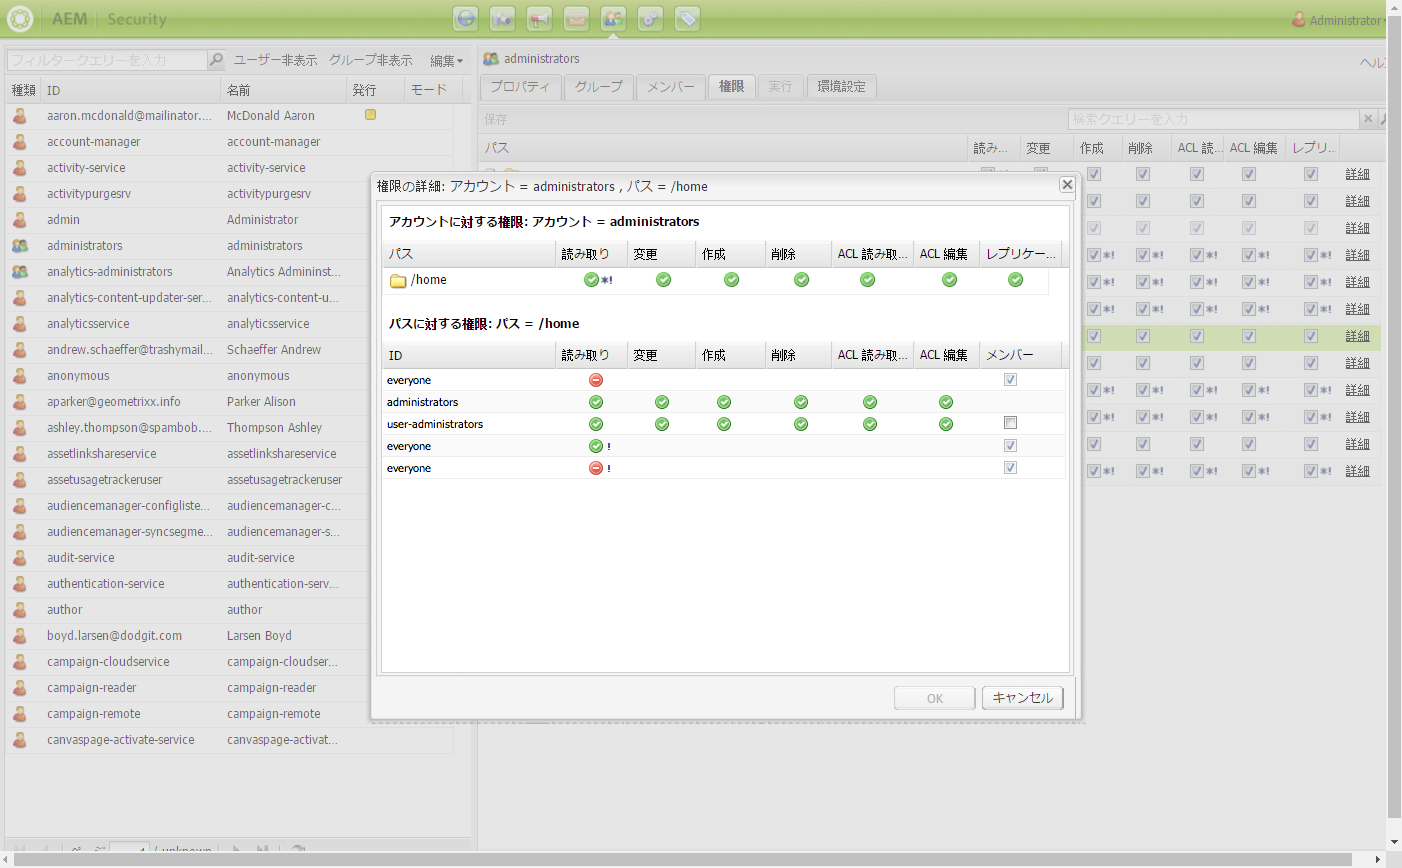 AEM Security
Administrator
フィルタークエリーを入力 ユーザー非表示 グループ非表示 編集
種類 ID 名前 発行 モード
aaron.mcdonald@mailinator.... McDonald Aaron
account-manager account-manager
activity-service activity-service
activitypurgesrv activitypurgesrv
admin Administrator
administrators administrators
analytics-administrators Analytics Admininst...
analytics-content-updater-ser... analytics-content-u...
analyticsservice analyticsservice
andrew.schaeffer@trashymail... Schaeffer Andrew
anonymous anonymous
aparker@geometrixx.info Parker Alison
ashley.thompson@spambob.... Thompson Ashley
assetlinkshareservice assetlinkshareservice
assetusagetrackeruser assetusagetrackeruser
audiencemanager-configliste... audiencemanager-c...
audiencemanager-syncsegme... audiencemanager-s...
audit-service audit-service
authentication-service authentication-serv...
author author
boyd.larsen@dodgit.com Larsen Boyd
campaign-cloudservice campaign-cloudser...
campaign-reader campaign-reader
campaign-remote campaign-remote
canvaspage-activate-service canvaspage-activat...
ページ / unknown
administrators
ヘル
プロパティ グループ メンバー 権限 実行 環境設定
保存 検索クエリーを入力
パス 読み... 変更 作成 削除 ACL 読... ACL 編集 レプリ...
詳細
詳細
詳細
*! *! *! *! *! 詳細
*! *! *! *! *! 詳細
*! *! *! *! *! 詳細
詳細
詳細
*! *! *! *! *! 詳細
*! *! *! *! *! 詳細
詳細
*! *! *! *! *! 詳細
権限の詳細: アカウント = administrators , パス = /home
アカウントに対する権限: アカウント = administrators
パス 読み取り 変更 作成 削除 ACL 読み取... ACL 編集 レプリケー...
/home *!
パスに対する権限: パス = /home
ID 読み取り 変更 作成 削除 ACL 読み取... ACL 編集 メンバー
everyone
administrators
user-administrators
everyone !
everyone !
OK キャンセル